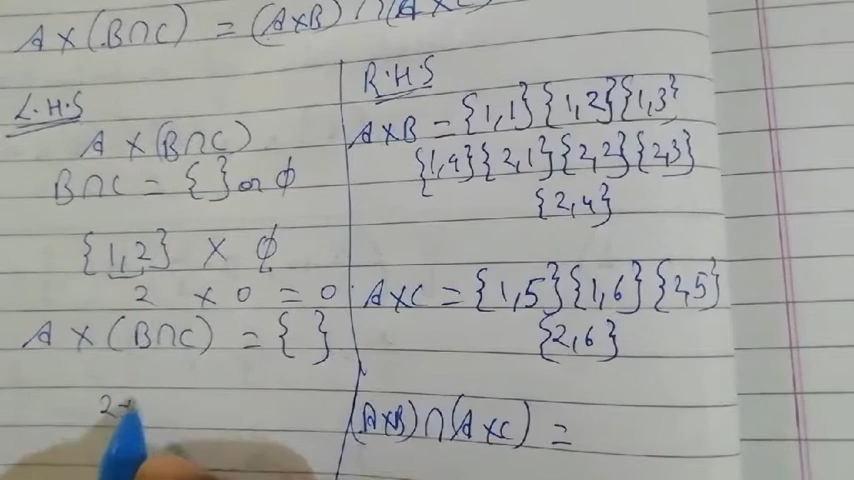 A × (B∩C) = (A×B) ∩ (A×C)
L.H.S
A × (B∩C)
B∩C = { } or ϕ
{1,2} × ϕ
2 × 0 = 0
A × (B∩C) = { }
2×
R.H.S
A×B = {1,1} {1,2} {1,3}
{1,4} {2,1} {2,2} {2,3}
{2,4}
A×C = {1,5} {1,6} {2,5}
{2,6}
(A×B) ∩ (A×C) =